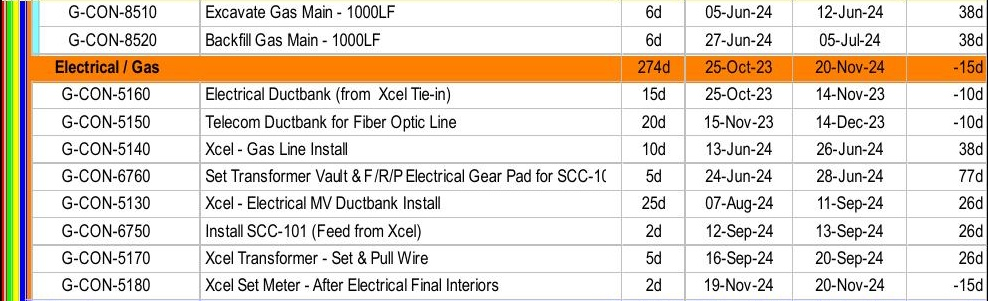 G-CON-8510 Excavate Gas Main - 1000LF 6d 05-Jun-24 12-Jun-24 38d
G-CON-8520 Backfill Gas Main - 1000LF 6d 27-Jun-24 05-Jul-24 38d
Electrical / Gas 274d 25-Oct-23 20-Nov-24 -15d
G-CON-5160 Electrical Ductbank (from Xcel Tie-in) 15d 25-Oct-23 14-Nov-23 -10d
G-CON-5150 Telecom Ductbank for Fiber Optic Line 20d 15-Nov-23 14-Dec-23 -10d
G-CON-5140 Xcel - Gas Line Install 10d 13-Jun-24 26-Jun-24 38d
G-CON-6760 Set Transformer Vault & F/R/P Electrical Gear Pad for 5d 24-Jun-24 28-Jun-24 77d
G-CON-5130 Xcel - Electrical MV Ductbank Install 25d 07-Aug-24 11-Sep-24 26d
G-CON-6750 Install SCC-101 (Feed from Xcel) 2d 12-Sep-24 13-Sep-24 26d
G-CON-5170 Xcel Transformer - Set & Pull Wire 5d 16-Sep-24 20-Sep-24 26d
G-CON-5180 Xcel Set Meter - After Electrical Final Interiors 2d 19-Nov-24 20-Nov-24 -15d